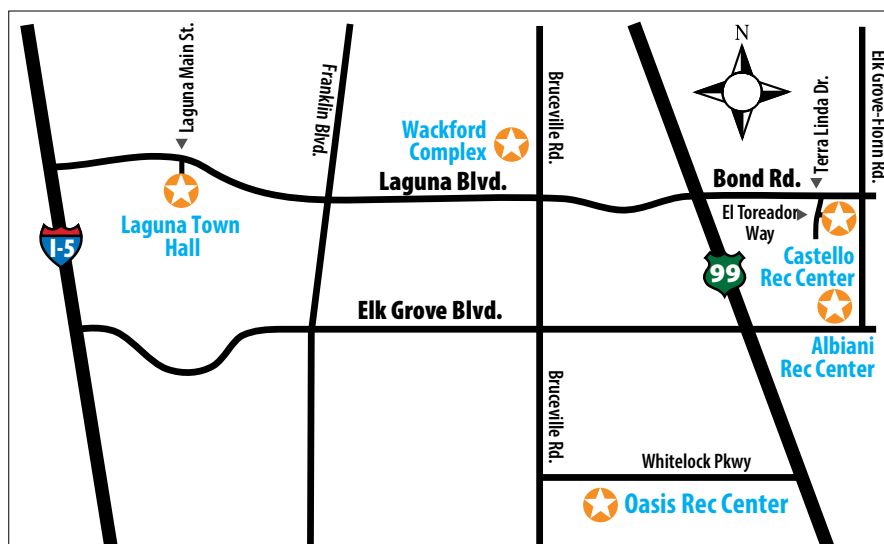 Laguna Main St.
Franklin Blvd.
Wackford
Complex
Bruceville Rd.
N
Terra Linda Dr.
Elk Grove-Florin Rd.
Laguna Blvd.
Bond Rd.
El Toreador
Way
Laguna Town
Hall
I-5
99
Castello
Rec Center
Elk Grove Blvd.
Albiani
Rec Center
Bruceville Rd.
Whitelock Pkwy
Oasis Rec Center